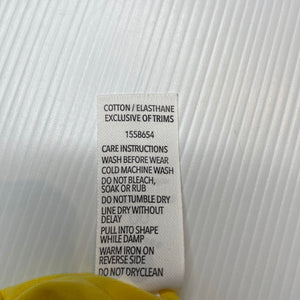 COTTON / ELASTHANE
EXCLUSIVE OF TRIMS
1558654
CARE INSTRUCTIONS
WASH BEFORE WEAR
COLD MACHINE WASH
DO NOT BLEACH,
SOAK OR RUB
DO NOT TUMBLE DRY
LINE DRY WITHOUT
DELAY
PULL INTO SHAPE
WHILE DAMP
WARM IRON ON
REVERSE SIDE
DO NOT DRYCLEAN